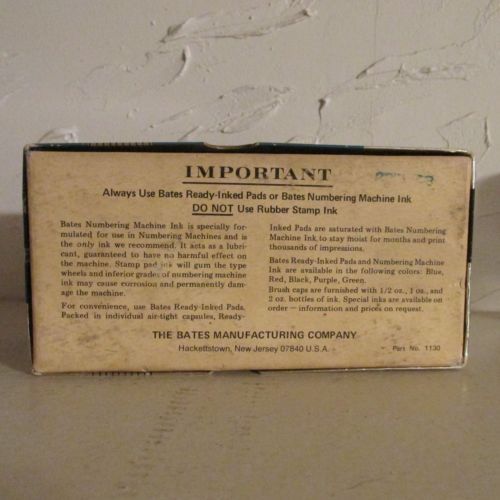 IMPORTANT
Always Use Bates Ready-Inked Pads or Bates Numbering Machine Ink
DO NOT Use Rubber Stamp Ink
Bates Numbering Machine Ink is specially for-
mulated for use in Numbering Machines and is
the only ink we recommend. It acts as a lubri-
cant, guaranteed to have no harmful effect on
the machine. Stamp pad ink will gum the type
wheels and inferior grades of numbering machine
ink may cause corrosion and permanently dam-
age the machine.
For convenience, use Bates Ready-Inked Pads.
Packed in individual air-tight capsules, Ready-
Inked Pads are saturated with Bates Numbering
Machine Ink to stay moist for months and print
thousands of impressions.
Bates Ready-Inked Pads and Numbering Machine
Ink are available in the following colors: Blue,
Red, Black, Purple, Green.
Brush caps are furnished with 1/2 oz., 1 oz., and
2 oz. bottles of ink. Special inks are available on
order — information and prices on request.
THE BATES MANUFACTURING COMPANY
Hackettstown, New Jersey 07840 U.S.A.
Part No. 1130